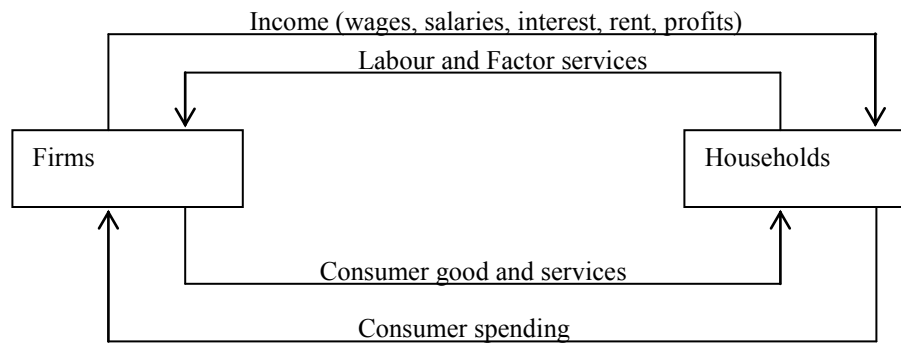 Income (wages, salaries, interest, rent, profits)
Labour and Factor services
Firms
Households
Consumer good and services
Consumer spending